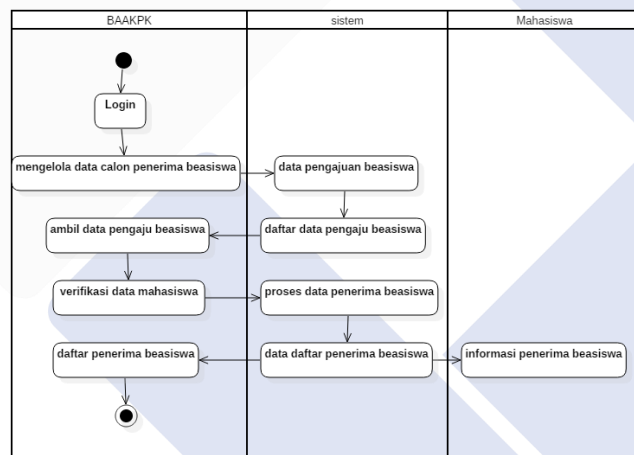 BAAKPK
sistem
Mahasiswa
Login
mengelola data calon penerima beasiswa
data pengajuan beasiswa
ambil data pengaju beasiswa
daftar data pengaju beasiswa
verifikasi data mahasiswa
proses data penerima beasiswa
daftar penerima beasiswa
data daftar penerima beasiswa
informasi penerima beasiswa